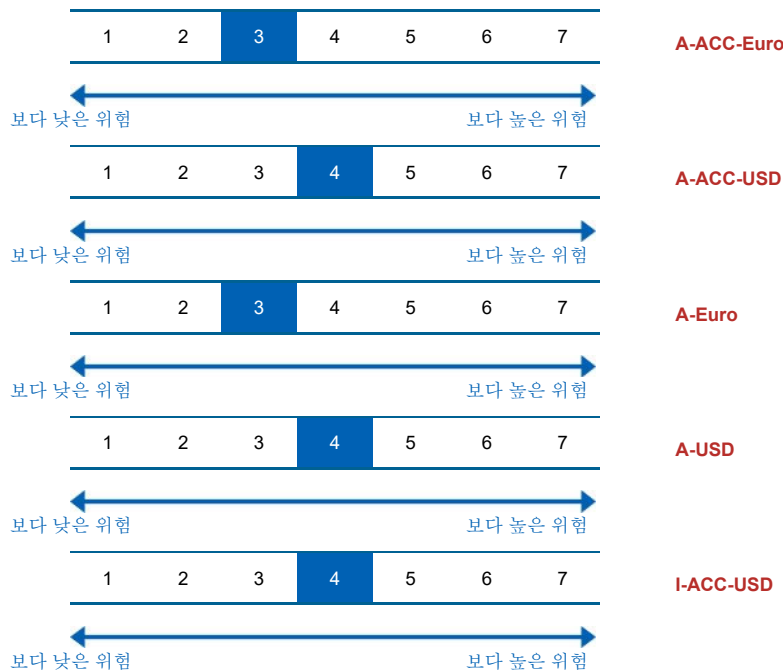 1 2 3 4 5 6 7 A-ACC-Euro
보다 낮은 위험 보다 높은 위험
1 2 3 4 5 6 7 A-ACC-USD
보다 낮은 위험 보다 높은 위험
1 2 3 4 5 6 7 A-Euro
보다 낮은 위험 보다 높은 위험
1 2 3 4 5 6 7 A-USD
보다 낮은 위험 보다 높은 위험
1 2 3 4 5 6 7 I-ACC-USD
보다 낮은 위험 보다 높은 위험